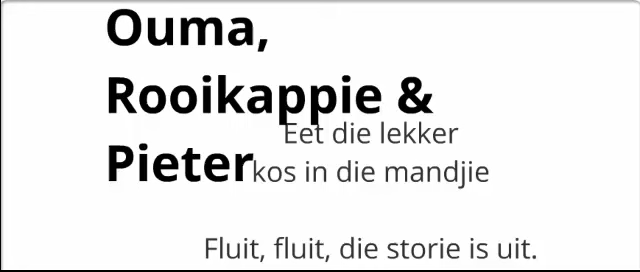 Ouma,
Rooikappie &
Pieter
Eet die lekker
kos in die mandjie
Fluit, fluit, die storie is uit.